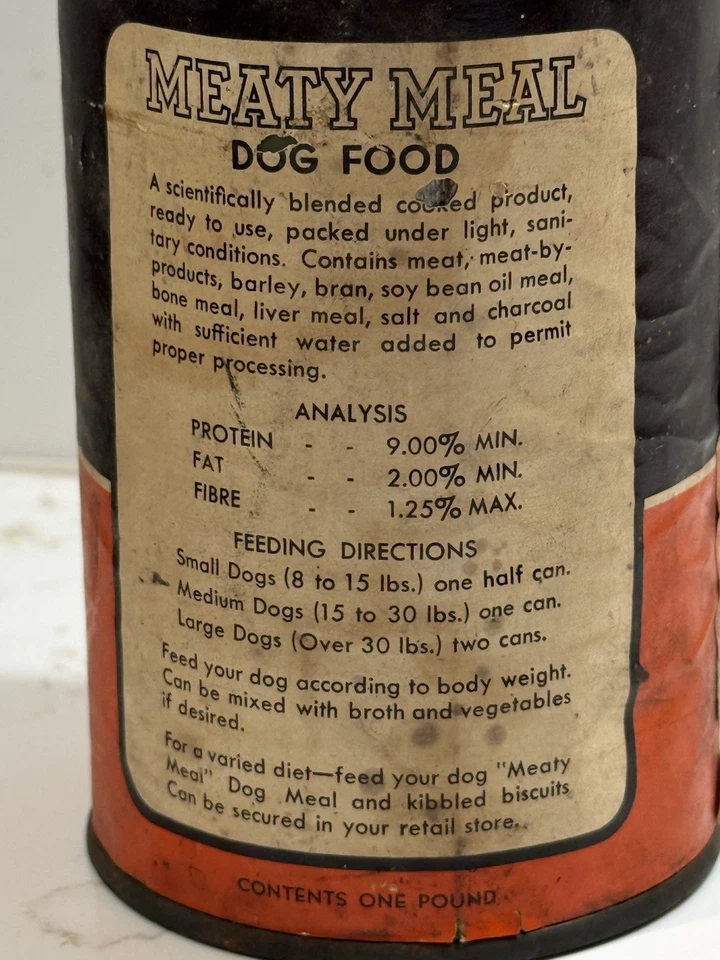 MEATY MEAL
DOG FOOD
A scientifically blended cooked product,
ready to use, packed under light, sani-
tary conditions. Contains meat, meat-by-
products, barley, bran, soy bean oil meal,
bone meal, liver meal, salt and charcoal
with sufficient water added to permit
proper processing.
ANALYSIS
PROTEIN - - 9.00% MIN.
FAT - - 2.00% MIN.
FIBRE - - 1.25% MAX.
FEEDING DIRECTIONS
Small Dogs (8 to 15 lbs.) one half can.
Medium Dogs (15 to 30 lbs.) one can.
Large Dogs (Over 30 lbs.) two cans.
Feed your dog according to body weight.
Can be mixed with broth and vegetables
if desired.
For a varied diet—feed your dog "Meaty
Meal" Dog Meal and kibbled biscuits
Can be secured in your retail store.
CONTENTS ONE POUND